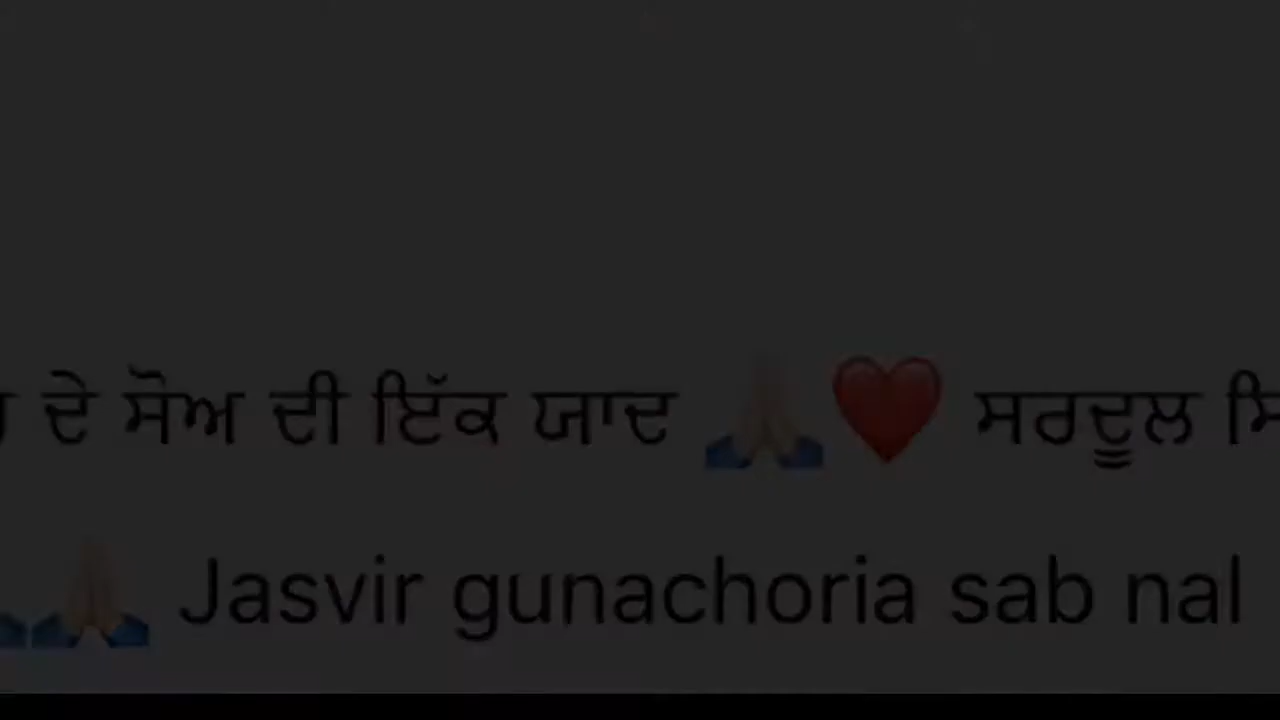 ਦੇ ਸੋਅ ਦੀ ਇੱਕ ਯਾਦ 🙏🏻❤️ ਸਰਦੂਲ
🙏🏻 Jasvir gunachoria sab nal